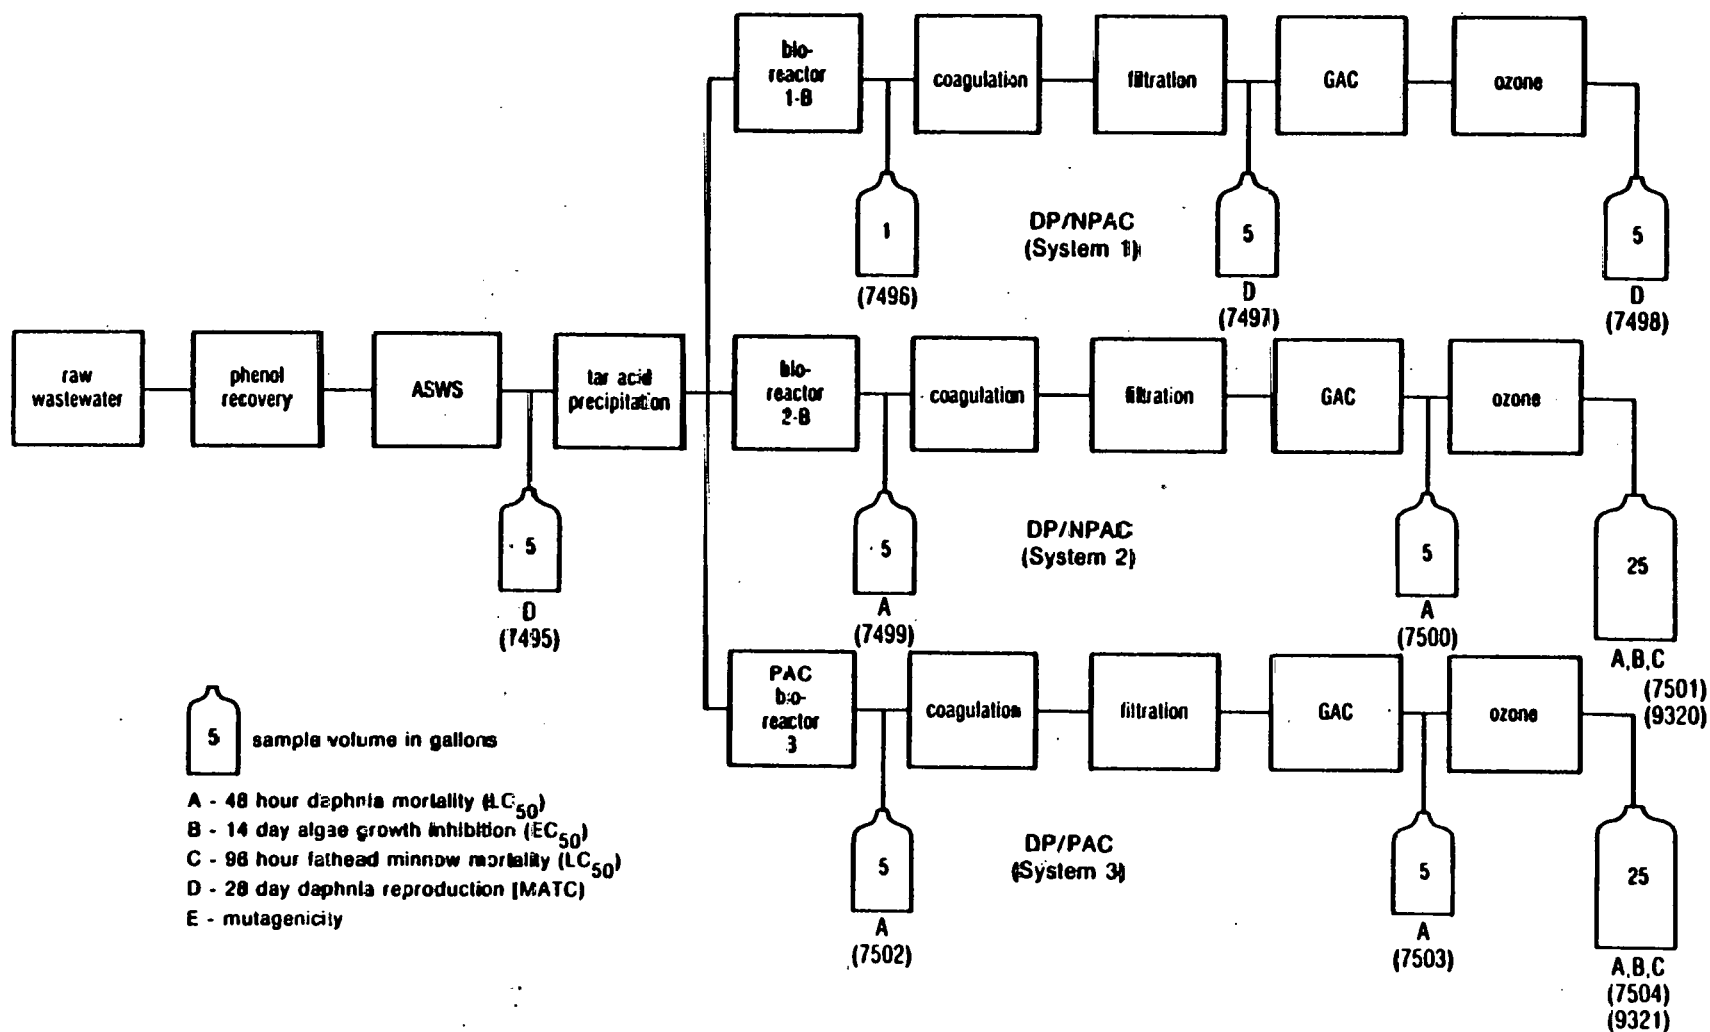 bio-
reactor
1-B
coagulation
filtration
GAC
ozone
1
(7496)
DP/NPAC
(System 1)
5
D
(7497)
5
D
(7498)
raw
wastewater
phenol
recovery
ASWS
tar acid
precipitation
bio-
reactor
2-B
coagulation
filtration
GAC
ozone
5
D
(7495)
5
A
(7499)
DP/NPAC
(System 2)
5
A
(7500)
25
A,B,C
(7501)
(9320)
PAC
bio-
reactor
3
coagulation
filtration
GAC
ozone
5
A
(7502)
DP/PAC
(System 3)
5
A
(7503)
25
A,B,C
(7504)
(9321)
5 sample volume in gallons
A - 48 hour daphnia mortality (LC50)
B - 14 day algae growth inhibition (EC50)
C - 96 hour fathead minnow mortality (LC50)
D - 28 day daphnia reproduction [MATC)
E - mutagenicity